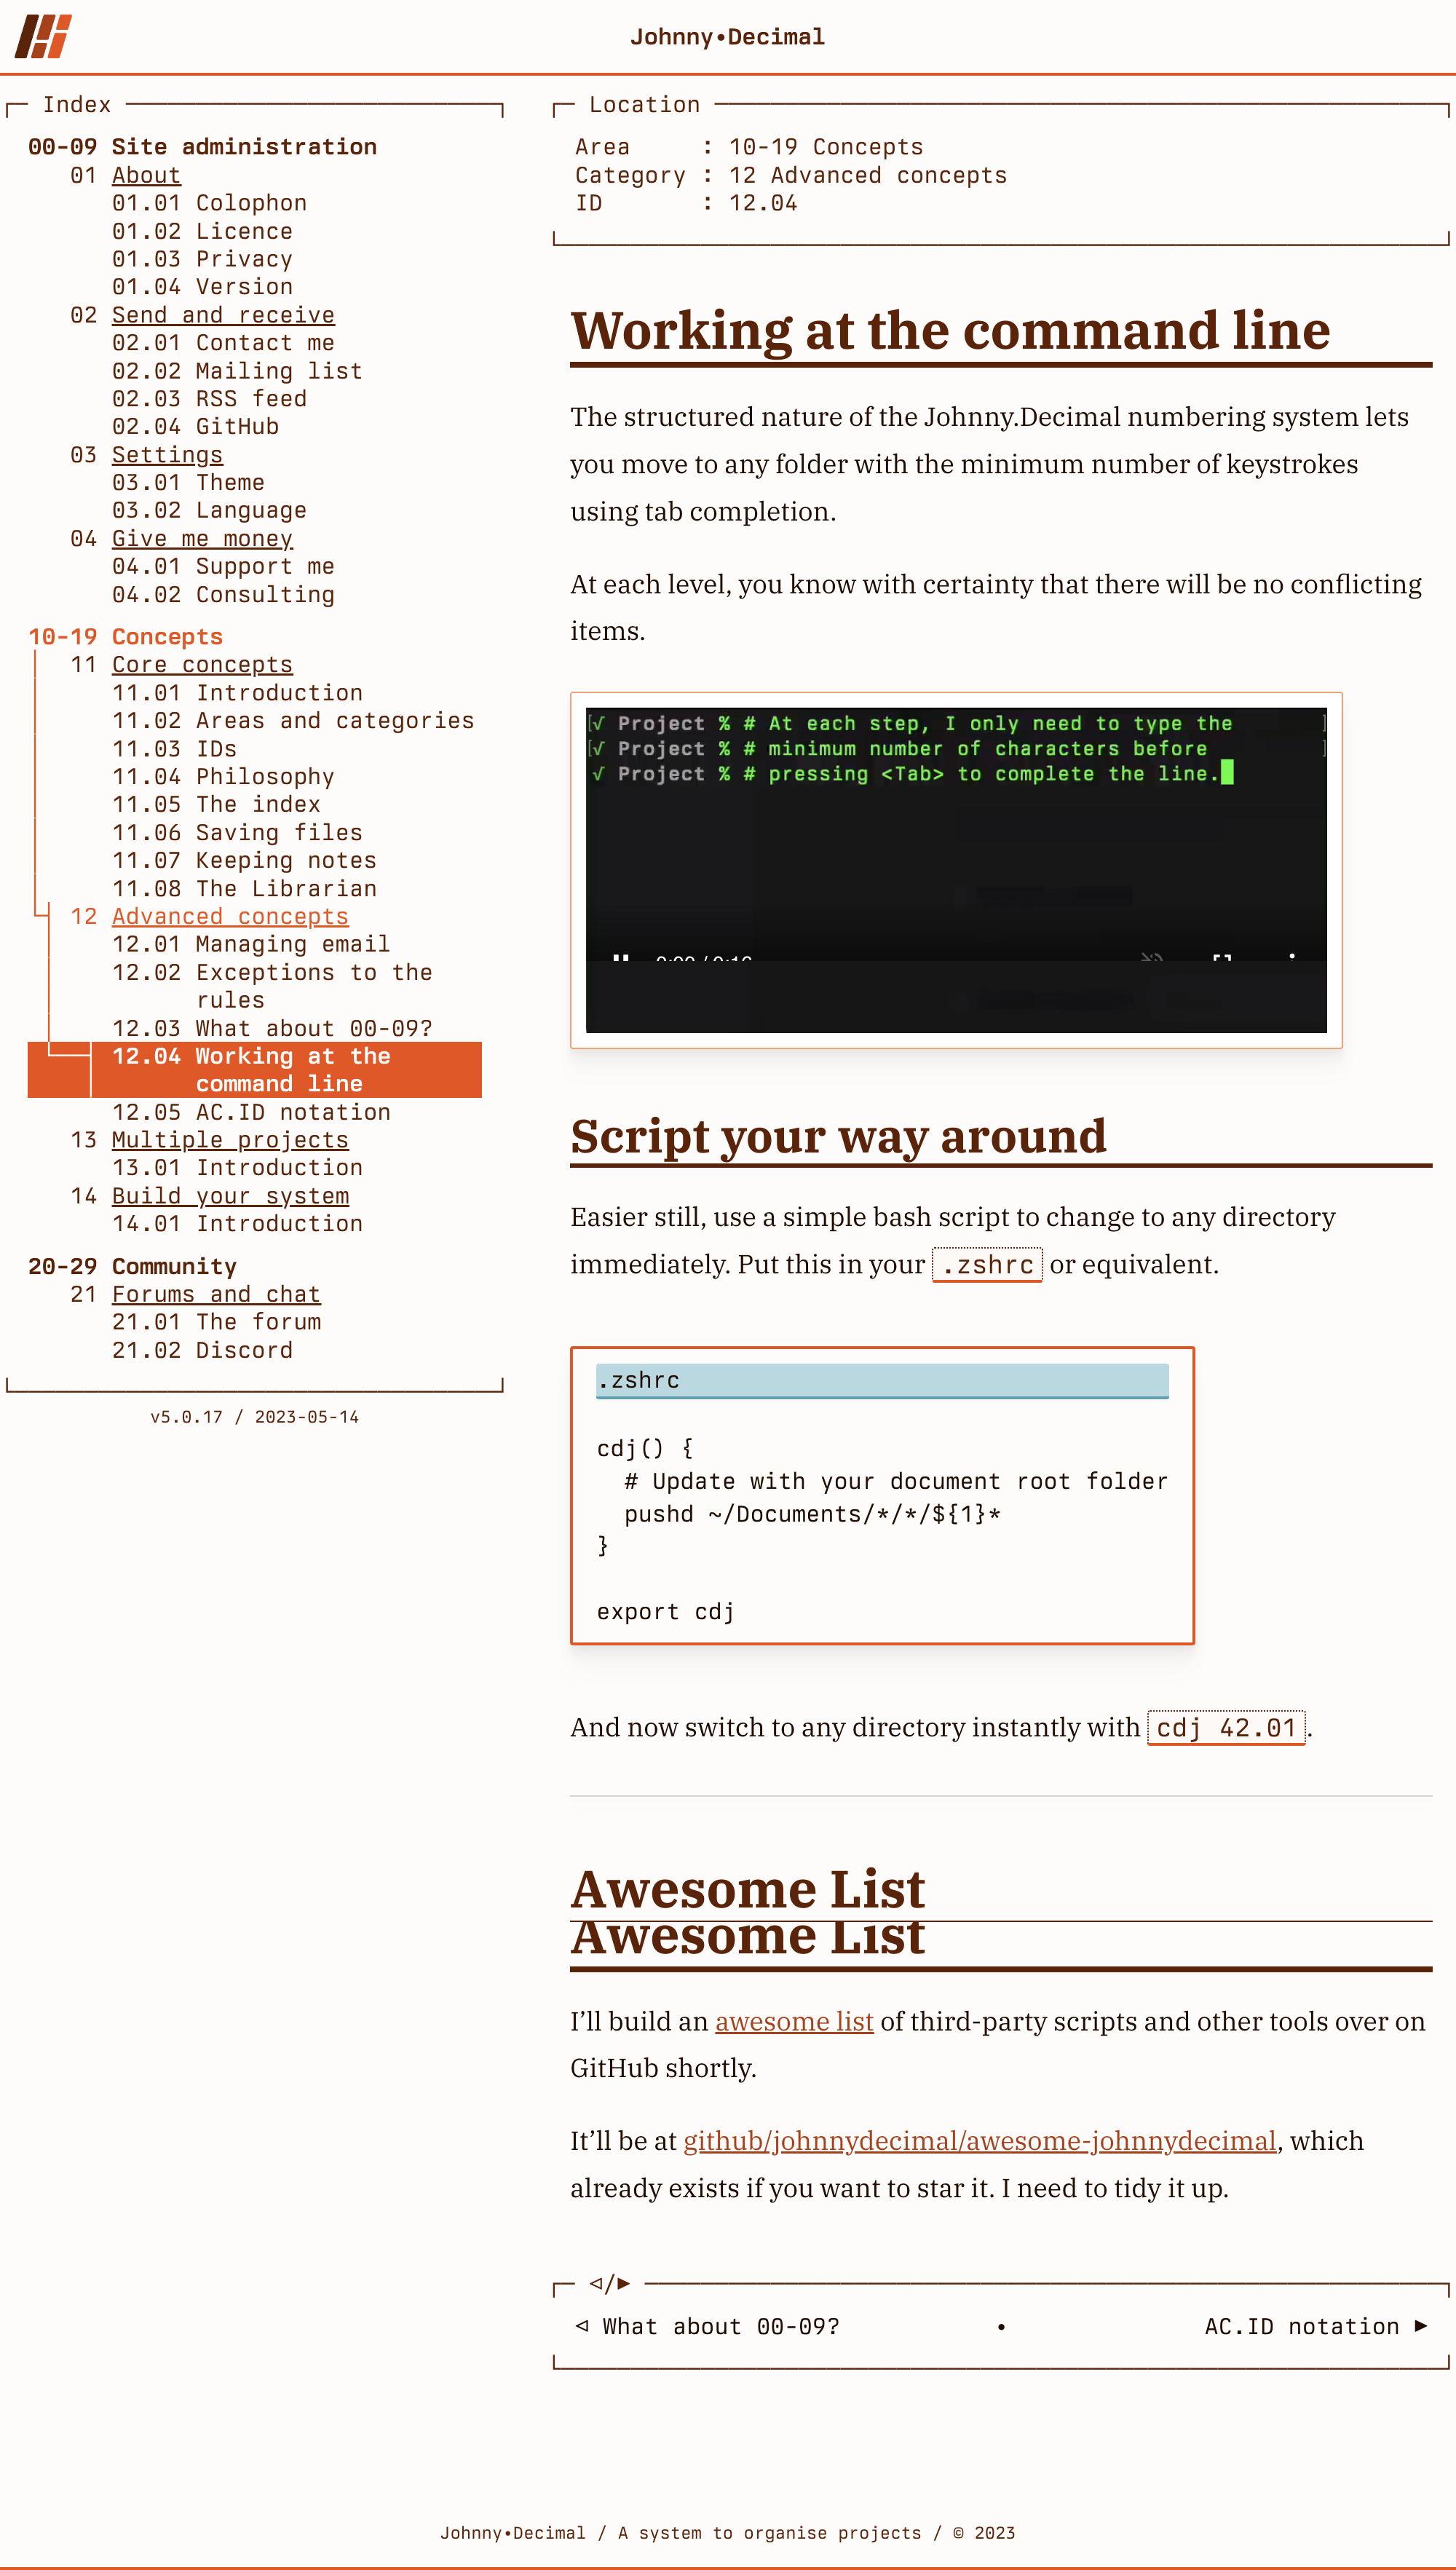 Johnny•Decimal
Index
00-09 Site administration
01 About
01.01 Colophon
01.02 Licence
01.03 Privacy
01.04 Version
02 Send and receive
02.01 Contact me
02.02 Mailing list
02.03 RSS feed
02.04 GitHub
03 Settings
03.01 Theme
03.02 Language
04 Give me money
04.01 Support me
04.02 Consulting
10-19 Concepts
11 Core concepts
11.01 Introduction
11.02 Areas and categories
11.03 IDs
11.04 Philosophy
11.05 The index
11.06 Saving files
11.07 Keeping notes
11.08 The Librarian
12 Advanced concepts
12.01 Managing email
12.02 Exceptions to the
rules
12.03 What about 00-09?
12.04 Working at the
command line
12.05 AC.ID notation
13 Multiple projects
13.01 Introduction
14 Build your system
14.01 Introduction
20-29 Community
21 Forums and chat
21.01 The forum
21.02 Discord
v5.0.17 / 2023-05-14
Location
Area : 10-19 Concepts
Category : 12 Advanced concepts
ID : 12.04
Working at the command line
The structured nature of the Johnny.Decimal numbering system lets
you move to any folder with the minimum number of keystrokes
using tab completion.
At each level, you know with certainty that there will be no conflicting
items.
[√ Project % # At each step, I only need to type the ]
[√ Project % # minimum number of characters before ]
√ Project % # pressing <Tab> to complete the line.
Script your way around
Easier still, use a simple bash script to change to any directory
immediately. Put this in your .zshrc or equivalent.
.zshrc
cdj() {
# Update with your document root folder
pushd ~/Documents/*/*/${1}*
}
export cdj
And now switch to any directory instantly with cdj 42.01.
Awesome List
Awesome List
I’ll build an awesome list of third-party scripts and other tools over on
GitHub shortly.
It’ll be at github/johnnydecimal/awesome-johnnydecimal, which
already exists if you want to star it. I need to tidy it up.
⊲/►
⊲ What about 00-09? • AC.ID notation ►
Johnny•Decimal / A system to organise projects / © 2023